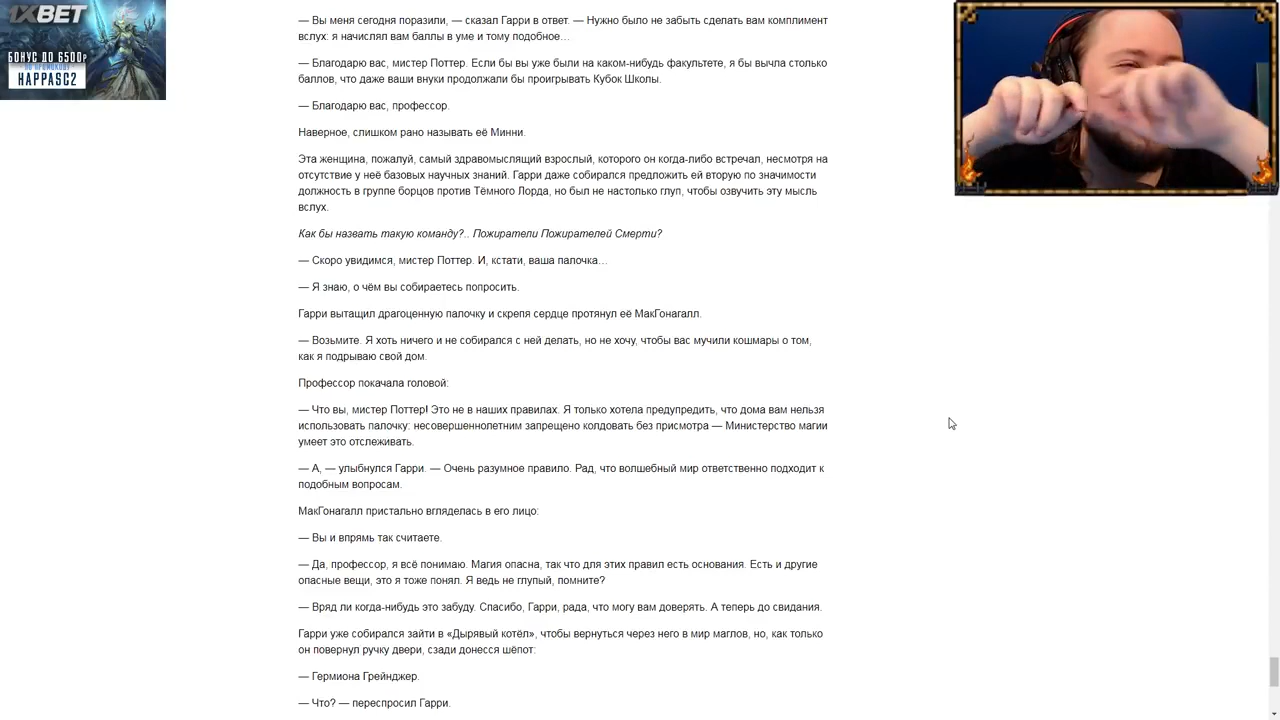 1XBET
БОНУС ДО 6500₽
HAPPASC2
— Вы меня сегодня поразили, — сказал Гарри в ответ. — Нужно было не забыть сделать вам комплимент
вслух: я начислял вам баллы в уме и тому подобное…
— Благодарю вас, мистер Поттер. Если бы вы уже были на каком-нибудь факультете, я бы вычла столько
баллов, что даже ваши внуки продолжали бы проигрывать Кубок Школы.
— Благодарю вас, профессор.
Наверное, слишком рано называть её Минни.
Эта женщина, пожалуй, самый здравомыслящий взрослый, которого он когда-либо встречал, несмотря на
отсутствие у неё базовых научных знаний. Гарри даже собирался предложить ей вторую по значимости
должность в группе борцов против Тёмного Лорда, но был не настолько глуп, чтобы озвучить эту мысль
вслух.
Как бы назвать такую команду?.. Пожиратели Пожирателей Смерти?
— Скоро увидимся, мистер Поттер. И, кстати, ваша палочка…
— Я знаю, о чём вы собираетесь попросить.
Гарри вытащил драгоценную палочку и скрепя сердце протянул её МакГонагалл.
— Возьмите. Я хоть ничего и не собирался с ней делать, но не хочу, чтобы вас мучили кошмары о том,
как я подрываю свой дом.
Профессор покачала головой:
— Что вы, мистер Поттер! Это не в наших правилах. Я только хотела предупредить, что дома вам нельзя
использовать палочку: несовершеннолетним запрещено колдовать без присмотра — Министерство магии
умеет это отслеживать.
— А, — улыбнулся Гарри. — Очень разумное правило. Рад, что волшебный мир ответственно подходит к
подобным вопросам.
МакГонагалл пристально вгляделась в его лицо:
— Вы и впрямь так считаете.
— Да, профессор, я всё понимаю. Магия опасна, так что для этих правил есть основания. Есть и другие
опасные вещи, это я тоже понял. Я ведь не глупый, помните?
— Вряд ли когда-нибудь это забуду. Спасибо, Гарри, рада, что могу вам доверять. А теперь до свидания.
Гарри уже собирался зайти в «Дырявый котёл», чтобы вернуться через него в мир маглов, но, как только
он повернул ручку двери, сзади донесся шёпот:
— Гермиона Грейнджер.
— Что? — переспросил Гарри.